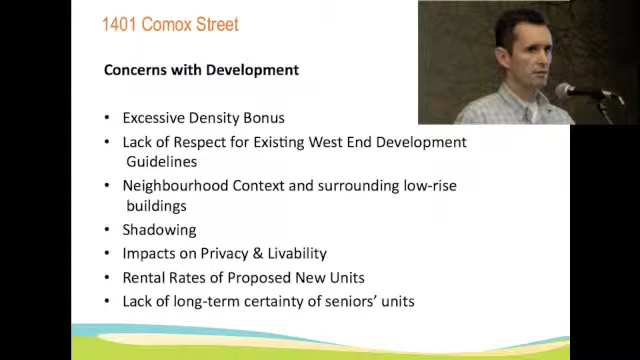 1401 Comox Street
Concerns with Development
• Excessive Density Bonus
• Lack of Respect for Existing West End Development
Guidelines
• Neighbourhood Context and surrounding low-rise
buildings
• Shadowing
• Impacts on Privacy & Livability
• Rental Rates of Proposed New Units
• Lack of long-term certainty of seniors' units